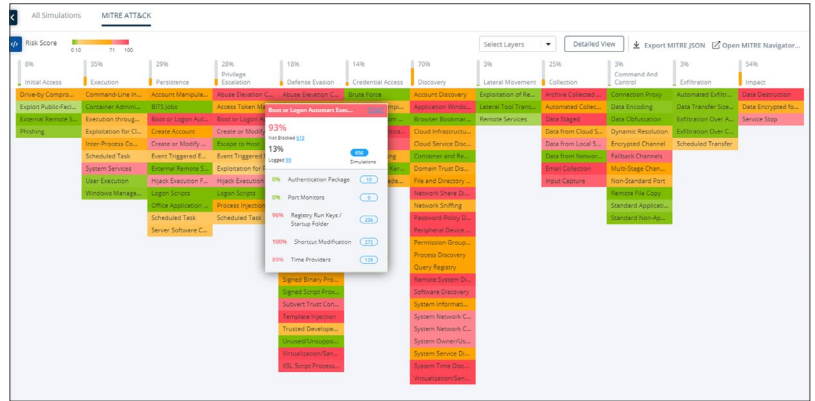 All Simulations MITRE ATT&CK
Risk Score 0 10 71 100 Select Layers Detailed View Export MITRE JSON Open MITRE Navigator...
35% 29% 28% 18% 14% 70% 3% 25% 3% 3% 54%
Initial Access Execution Persistence Privilege Escalation Defense Evasion Credential Access Discovery Lateral Movement Collection Command And Control Exfiltration Impact
Drive-by Compro... Command-Line In... Account Manipula... Abuse Elevation C... Abuse Elevation C... Brute Force Account Discovery Exploitation of Re... Archive Collected ... Connection Proxy Automated Exfiltr... Data Destruction
Exploit Public-Faci... Container Admin... BITS Jobs Access Token Ma Application Windo... Lateral Tool Trans... Automated Collec... Data Encoding Data Transfer Size... Data Encrypted fo...
External Remote S... Execution throug... Boot or Logon Aut... Boot or Logon A Browser Bookmar... Remote Services Data Staged Data Obfuscation Exfiltration Over A... Service Stop
Phishing Exploitation for Cl... Create Account Create or Modify Cloud Infrastructu... Data from Cloud S... Dynamic Resolution Exfiltration Over C...
Inter-Process Co... Create or Modify ... Escape to Host Cloud Service Disc... Data from Local S... Encrypted Channel Scheduled Transfer
Scheduled Task Event Triggered E... Event Triggered Container and Re... Data from Networ... Fallback Channels
System Services External Remote S... Exploitation for Domain Trust Dis... Email Collection Multi-Stage Chan...
User Execution Hijack Execution F... Hijack Execution File and Directory ... Input Capture Non-Standard Port
Windows Manage... Logon Scripts Logon Scripts Network Share Di... Remote File Copy
Office Application ... Process Injection Network Sniffing Standard Applicati...
Scheduled Task Scheduled Task Password Policy D... Standard Non-Ap...
Server Software C... Peripheral Device ...
Permission Group...
Process Discovery
Query Registry
Signed Binary Pro... Remote System Di...
Signed Script Prox... Software Discovery
Subvert Trust Con... System Informati...
Template Injection System Network C...
Trusted Develope... System Network C...
Unused/Unsuppo... System Owner/Us...
Virtualization/San... System Service Di...
XSL Script Process... System Time Disc...
Virtualization/San...
Boot or Logon Autostart Exec...
93%
Not Blocked
13%
Logged
Simulations
0% Authentication Package
0% Port Monitors
96% Registry Run Keys /
Startup Folder
100% Shortcut Modification
Time Providers